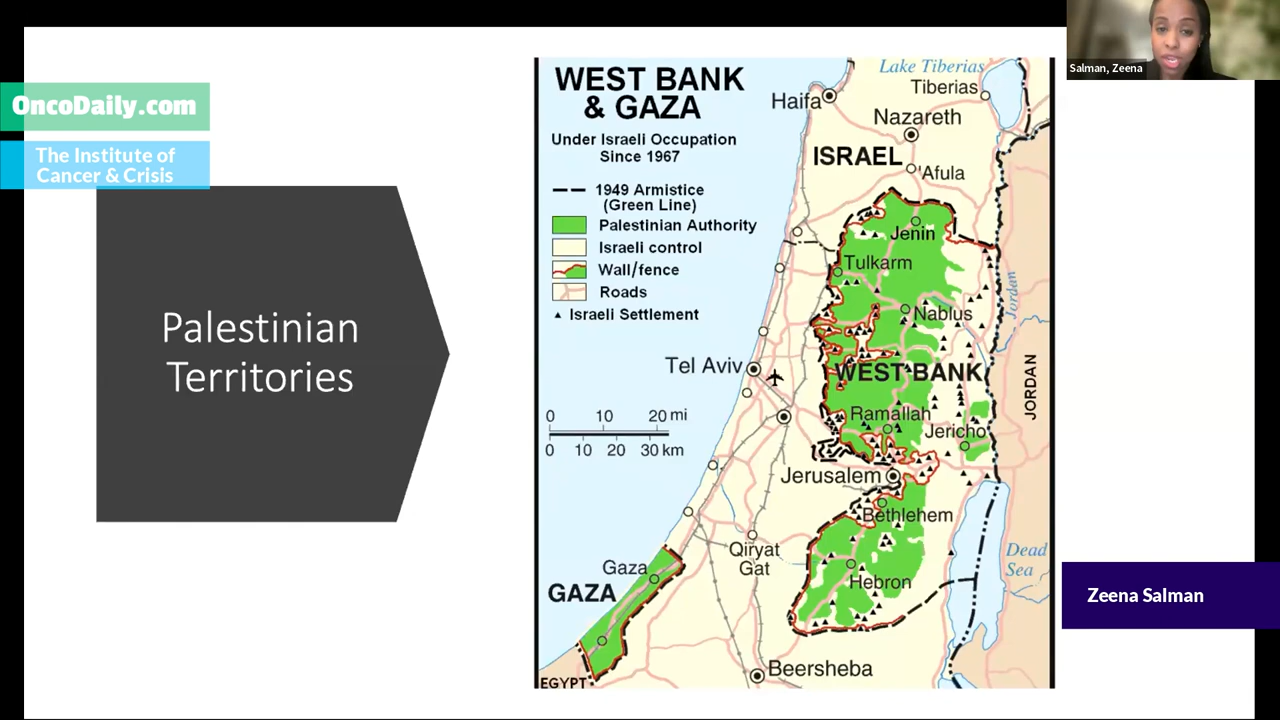 Salman, Zeena
OncoDaily.com
The Institute of
Cancer & Crisis
Palestinian
Territories
WEST BANK
& GAZA
Under Israeli Occupation
Since 1967
1949 Armistice
(Green Line)
Palestinian Authority
Israeli control
Wall/fence
Roads
Israeli Settlement
Lake Tiberias
Tiberias
Haifa
Nazareth
ISRAEL
'Afula
Jenin
Tulkarm
Jordan
Nablus
Tel Aviv
WEST BANK
JORDAN
0 10 20 mi
0 10 20 30 km
Ramallah
Jericho
Jerusalem
Bethlehem
Qiryat
Gat
Dead
Sea
Gaza
GAZA
Hebron
Beersheba
EGYPT
Zeena Salman